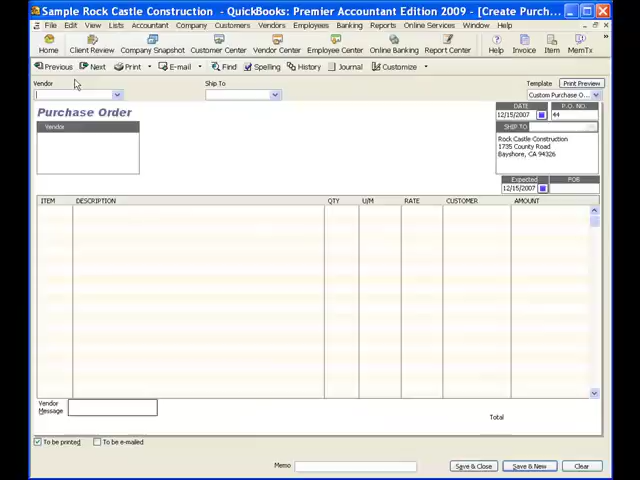 Sample Rock Castle Construction - QuickBooks: Premier Accountant Edition 2009 - [Create Purch...
File Edit View Lists Accountant Company Customers Vendors Employees Banking Reports Online Services Window Help
Home Client Review Company Snapshot Customer Center Vendor Center Employee Center Online Banking Report Center Help Invoice Item MemTx
Previous Next Print E-mail Find Spelling History Journal Customize
Vendor Ship To Template Print Preview
Custom Purchase O...
Purchase Order
DATE P.O. NO.
12/15/2007 44
Vendor
SHIP TO
Rock Castle Construction
1735 County Road
Bayshore, CA 94326
Expected FOB
12/15/2007
ITEM DESCRIPTION QTY U/M RATE CUSTOMER AMOUNT
Vendor
Message
Total
To be printed To be e-mailed
Memo Save & Close Save & New Clear